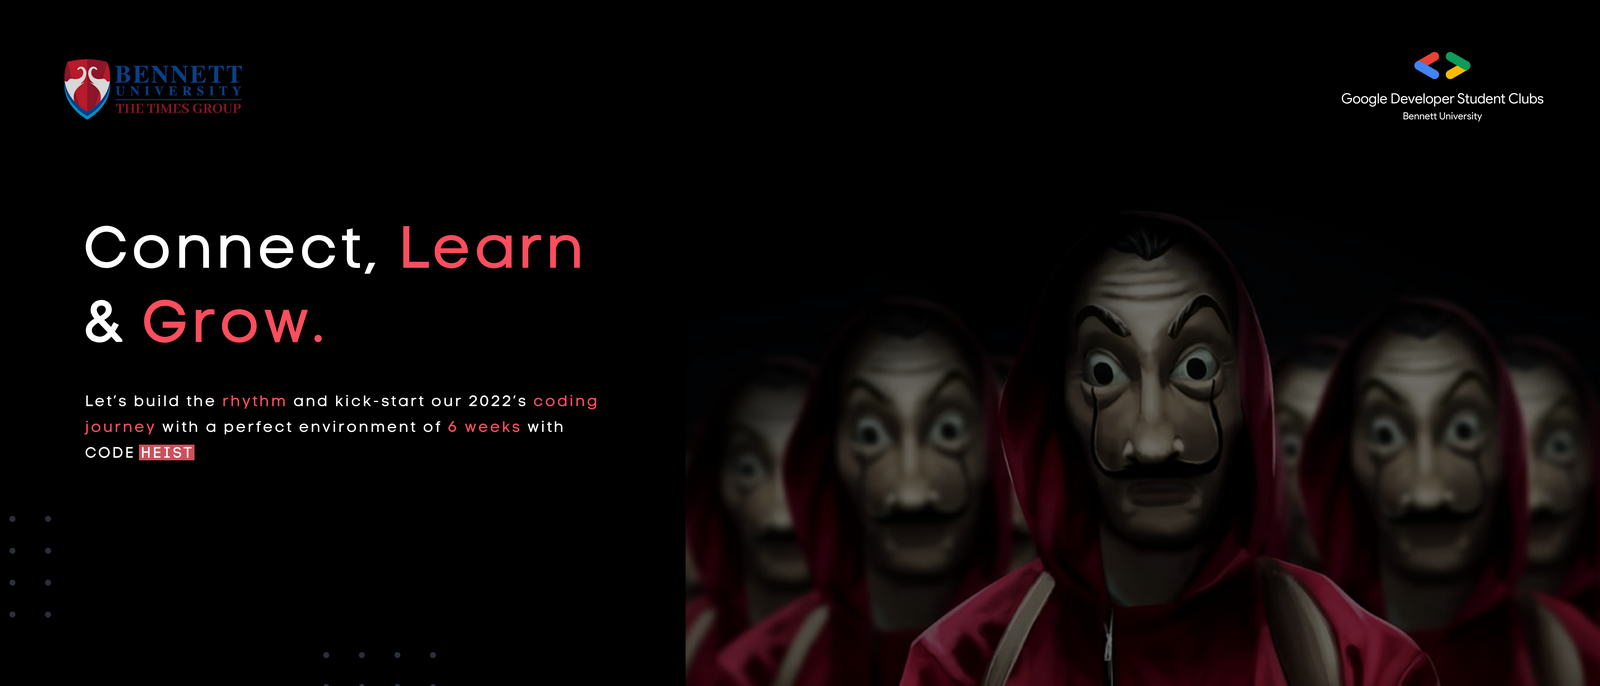 BENNETT
UNIVERSITY
THE TIMES GROUP
Google Developer Student Clubs
Bennett University
Connect, Learn
& Grow.
Let's build the rhythm and kick-start our 2022's coding
journey with a perfect environment of 6 weeks with
CODE HEIST